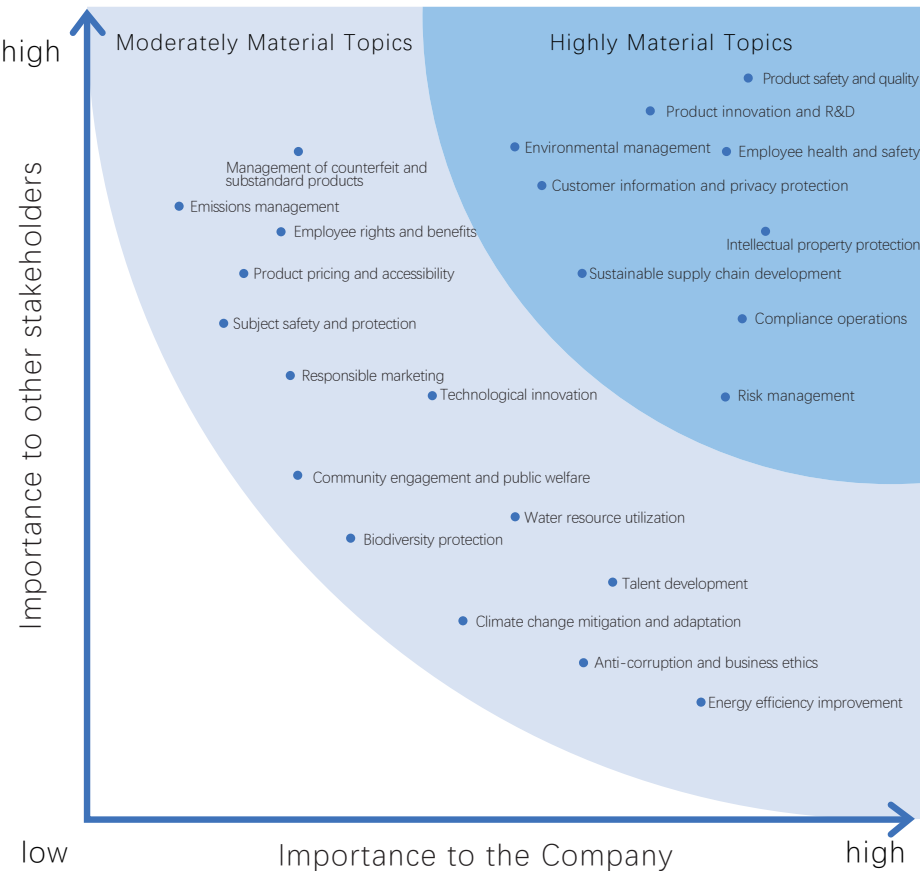 high
Moderately Material Topics
Highly Material Topics
Product safety and quality
Product innovation and R&D
Environmental management
Employee health and safety
Management of counterfeit and
substandard products
Customer information and privacy protection
Emissions management
Employee rights and benefits
Intellectual property protection
Product pricing and accessibility
Sustainable supply chain development
Subject safety and protection
Compliance operations
Responsible marketing
Technological innovation
Risk management
Community engagement and public welfare
Water resource utilization
Biodiversity protection
Talent development
Climate change mitigation and adaptation
Anti-corruption and business ethics
Energy efficiency improvement
Importance to other stakeholders
low
Importance to the Company
high